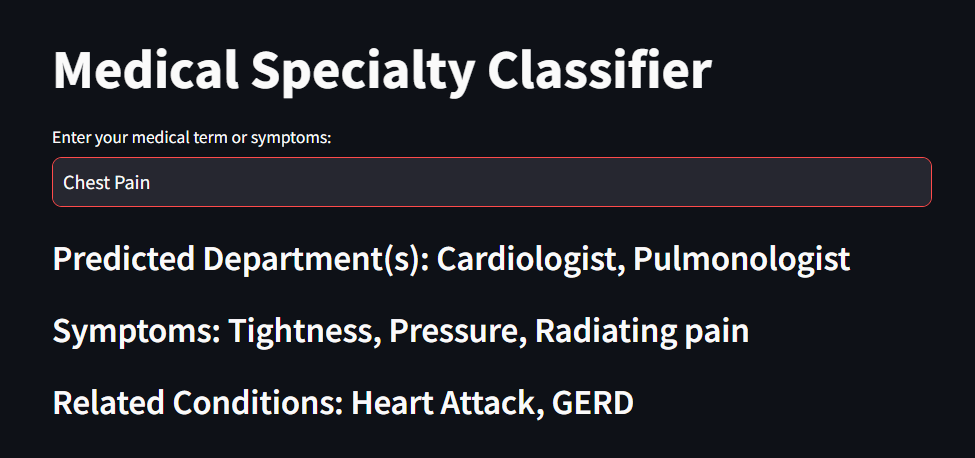 Medical Specialty Classifier
Enter your medical term or symptoms:
Chest Pain
Predicted Department(s): Cardiologist, Pulmonologist
Symptoms: Tightness, Pressure, Radiating pain
Related Conditions: Heart Attack, GERD